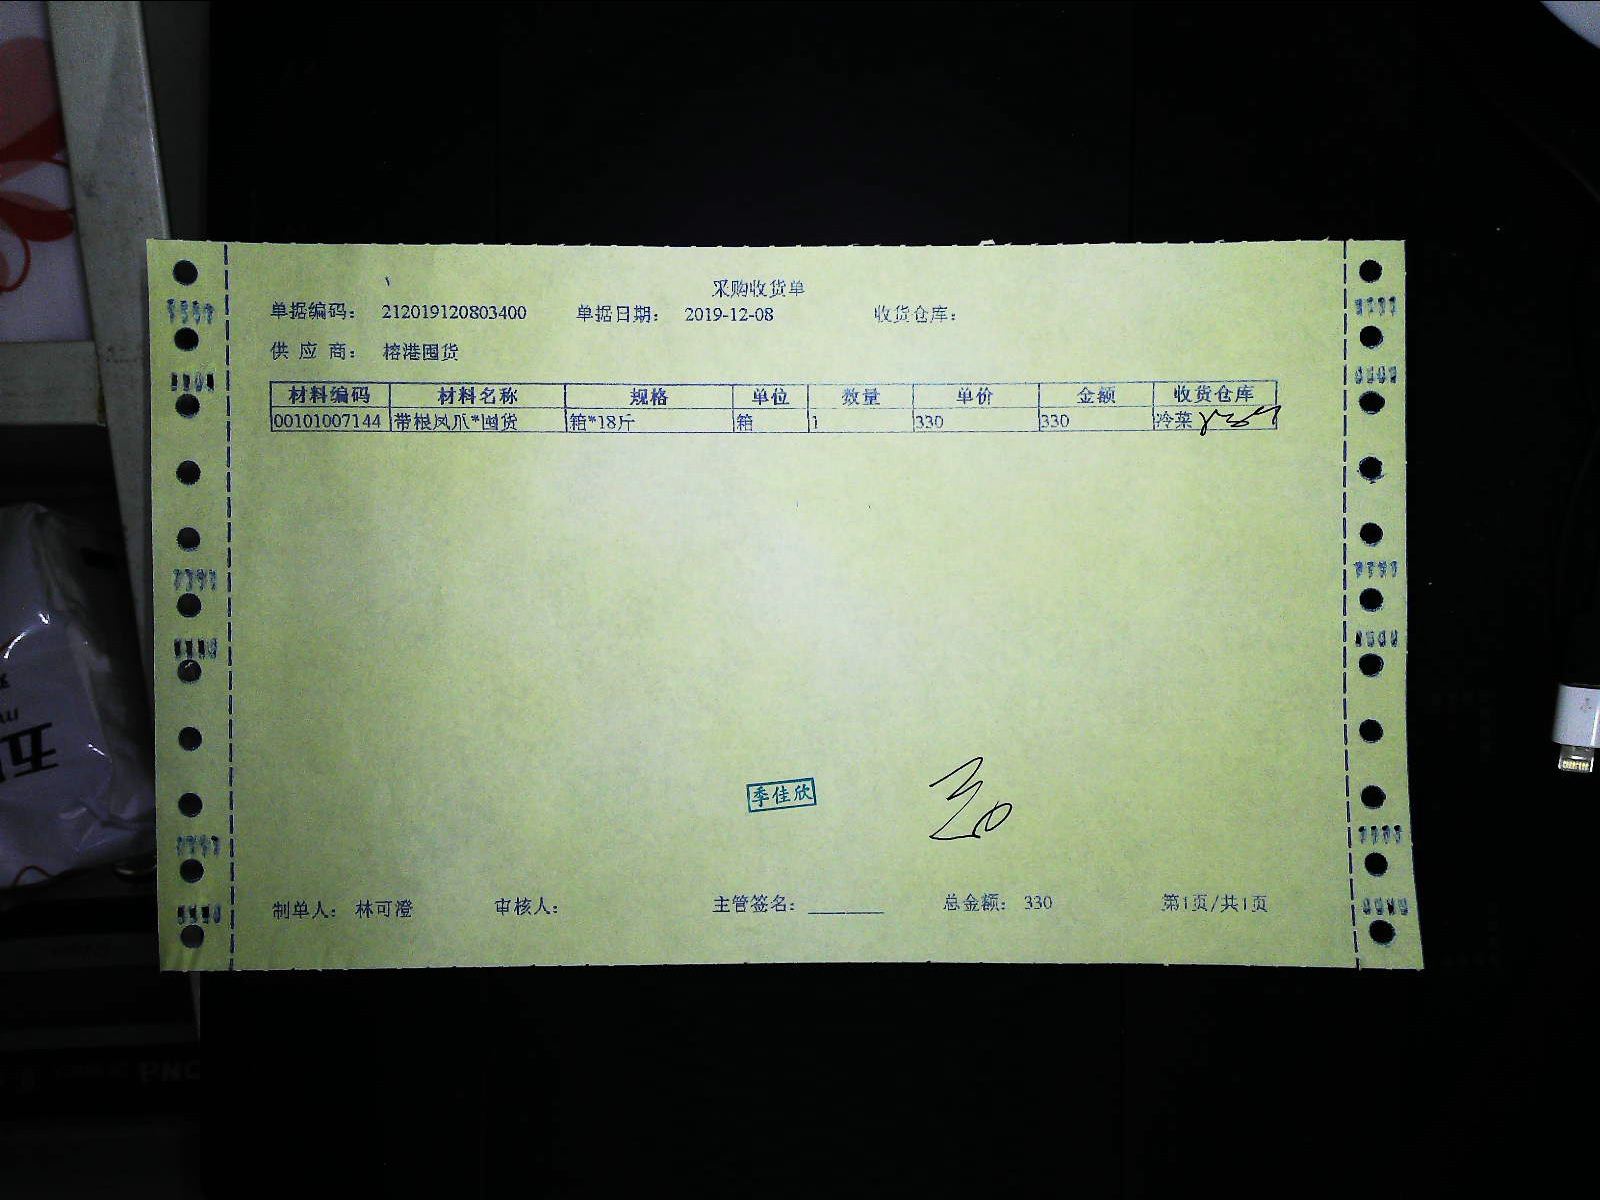 采购收货单
单据编码： 212019120803400 单据日期： 2019-12-08 收货仓库：
供 应 商： 榕港囤货
材料编码 材料名称 规格 单位 数量 单价 金额 收货仓库
00101007144 带根凤爪*囤货 箱*18斤 箱 1 330 330 冷菜
季佳欣
制单人： 林可澄 审核人： 主管签名：________ 总金额： 330 第1页/共1页
五
PNC